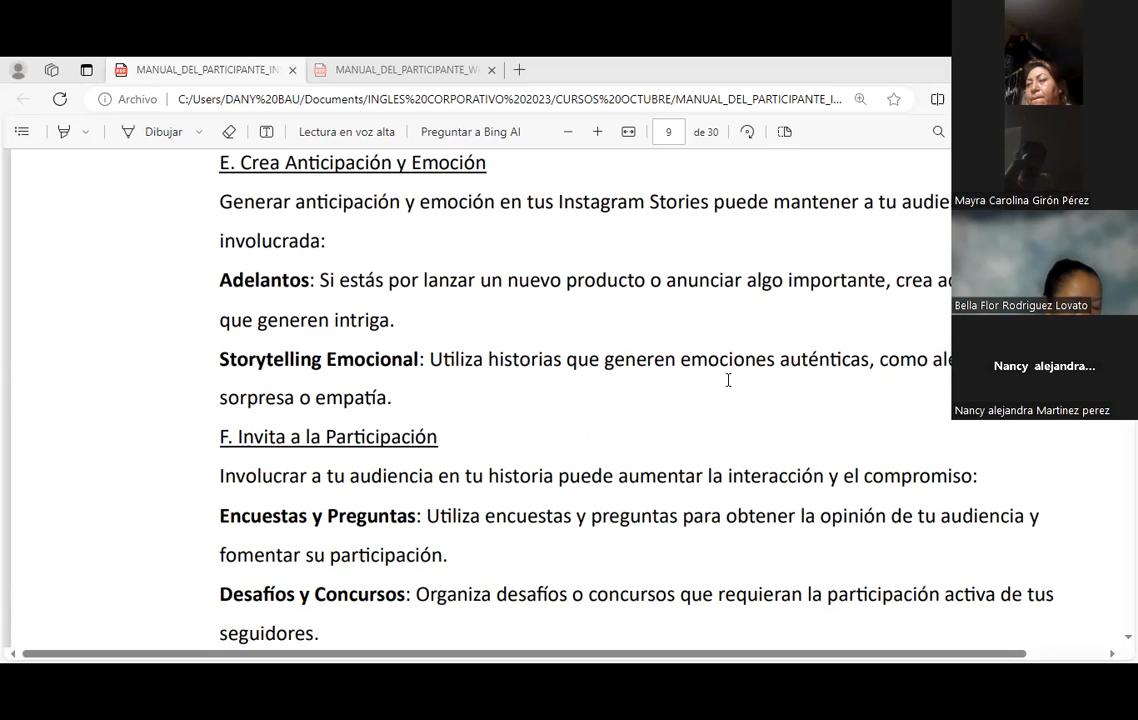 MANUAL_DEL_PARTICIPANTE_IN
MANUAL_DEL_PARTICIPANTE_WI
Archivo
C:/Users/DANY%20BAU/Documents/INGLES%20CORPORATIVO%202023/CURSOS%20OCTUBRE/MANUAL_DEL_PARTICIPANTE_I...
Dibujar
Lectura en voz alta
Preguntar a Bing AI
9
de 30
E. Crea Anticipación y Emoción
Generar anticipación y emoción en tus Instagram Stories puede mantener a tu audie
involucrada:
Adelantos: Si estás por lanzar un nuevo producto o anunciar algo importante, crea
que generen intriga.
Storytelling Emocional: Utiliza historias que generen emociones auténticas, como
sorpresa o empatía.
F. Invita a la Participación
Involucrar a tu audiencia en tu historia puede aumentar la interacción y el compromiso:
Encuestas y Preguntas: Utiliza encuestas y preguntas para obtener la opinión de tu audiencia y
fomentar su participación.
Desafíos y Concursos: Organiza desafíos o concursos que requieran la participación activa de tus
seguidores.
Mayra Carolina Girón Pérez
Bella Flor Rodriguez Lovato
Nancy alejandra...
Nancy alejandra Martinez perez